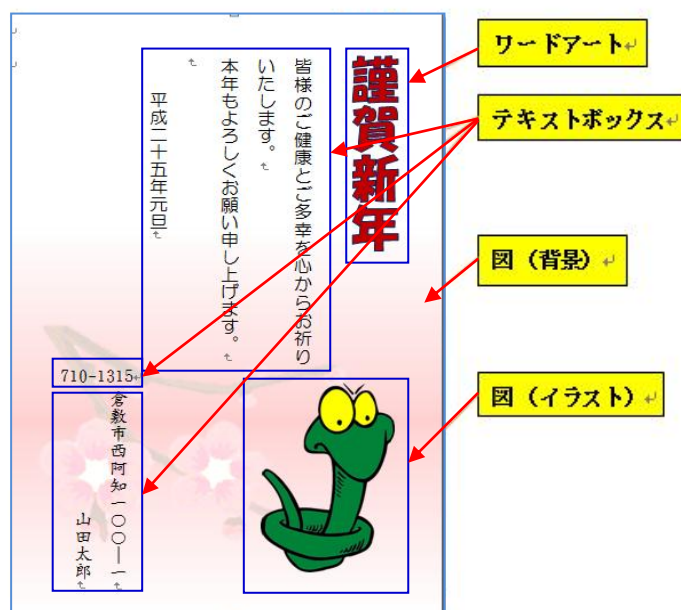 謹賀新年
皆様のご健康とご多幸を心からお祈り
いたします。
本年もよろしくお願い申し上げます。
平成二十五年元旦
710-1315
倉敷市西阿知一〇〇―一
山田太郎
ワードアート
テキストボックス
図（背景）
図（イラスト）